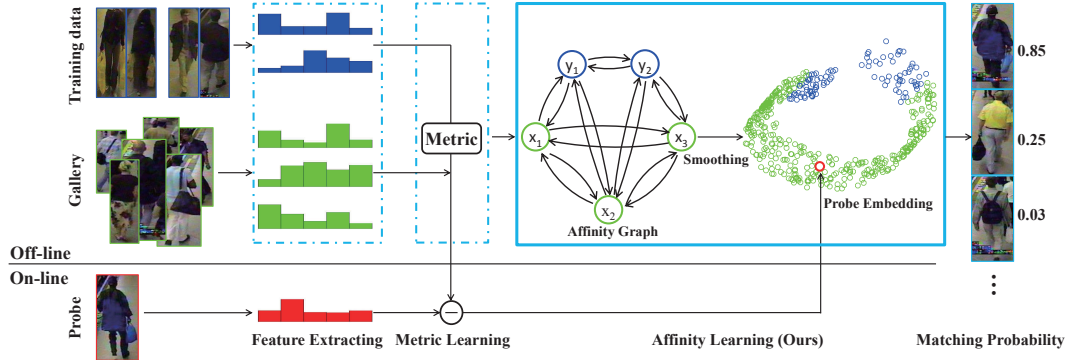 Training data
Gallery
Metric
y1
y2
x1
x3
x2
Smoothing
Affinity Graph
Probe Embedding
0.85
0.25
0.03
Off-line
On-line
Probe
Feature Extracting
Metric Learning
Affinity Learning (Ours)
Matching Probability